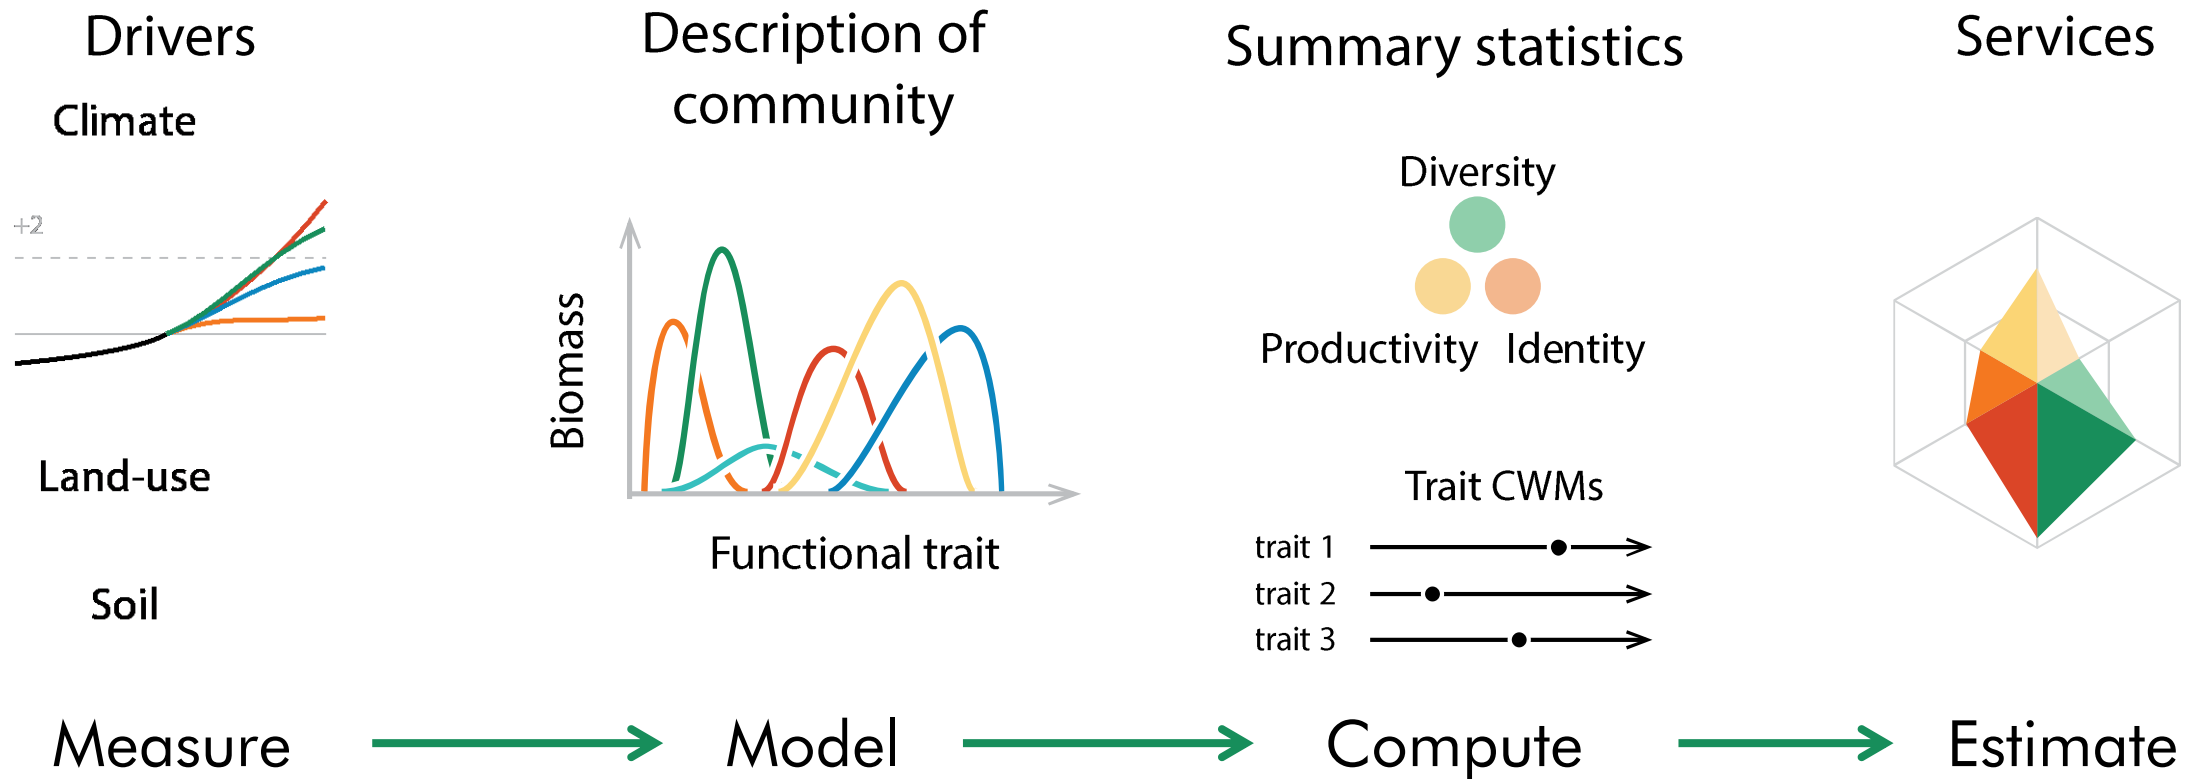 Drivers
Climate
+2
Land-use
Soil
Description of
community
Biomass
Functional trait
Summary statistics
Diversity
Productivity Identity
Trait CWMs
trait 1
trait 2
trait 3
Services
Measure Model Compute Estimate